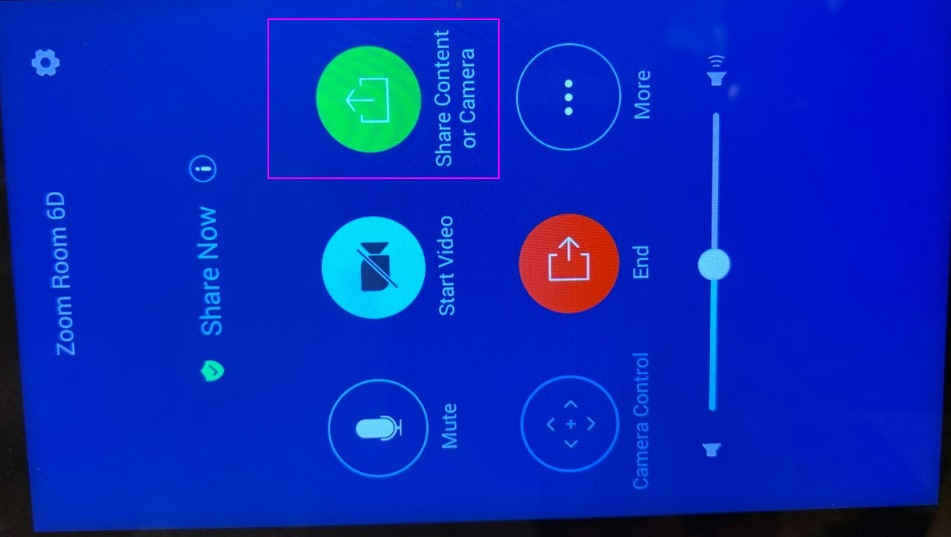 Zoom Room 6D
Share Now
Mute
Start Video
Share Content
or Camera
Camera Control
End
More